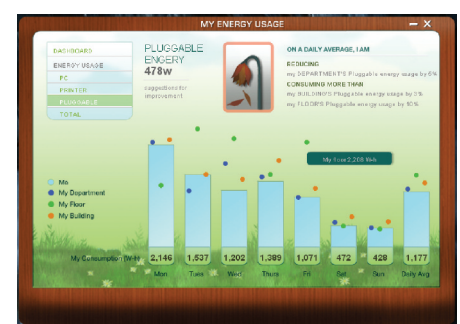 MY ENERGY USAGE
DASHBOARD
ENERGY USAGE
PC
PRINTER
PLUGGABLE
TOTAL
PLUGGABLE
ENGERY
478w
suggestions for
improvement
ON A DAILY AVERAGE, I AM
REDUCING
my DEPARTMENT'S Pluggable energy usage by 5%
CONSUMING MORE THAN
my BUILDING'S Pluggable energy usage by
my FLOOR'S Pluggable energy usage by 10%
My floor 2,208 W-h
Me
My Department
My Floor
My Building
My Consumption (W-H) 2,146 1,537 1,202 1,389 1,071 472 428 1,177
Mon Tues Wed Thurs Fri Sat Sun Daily Avg